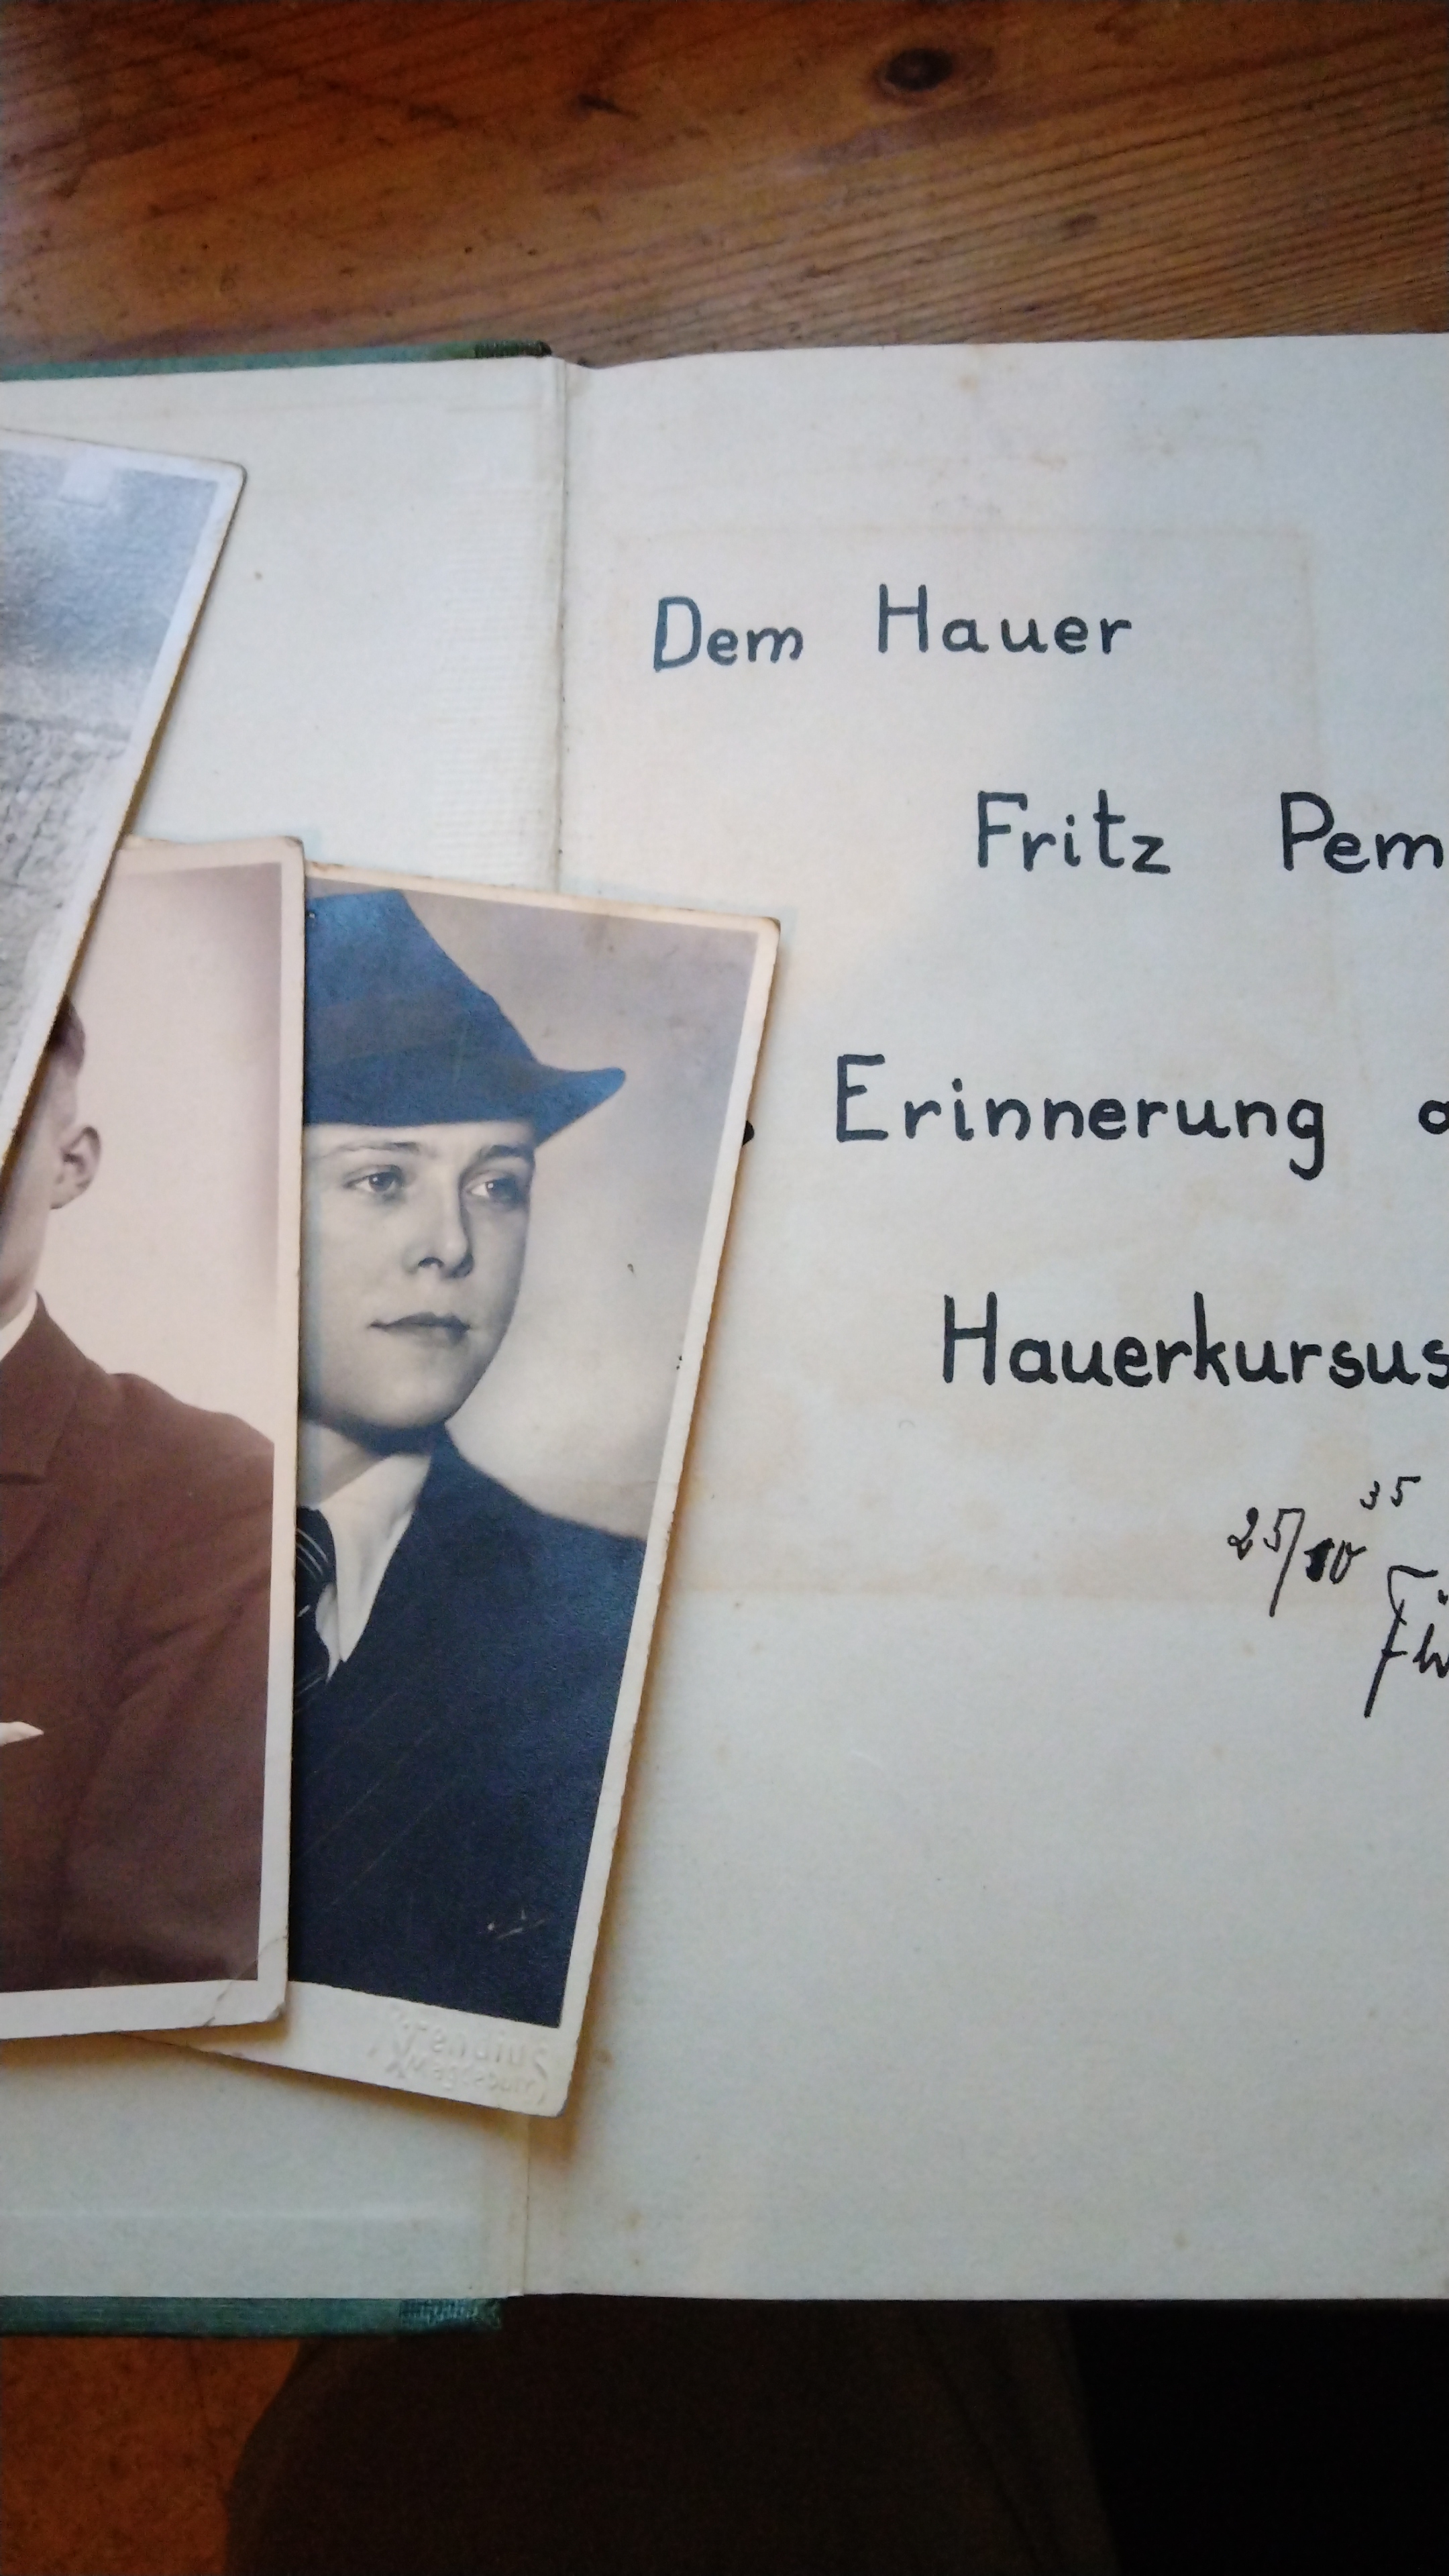 Dem Hauer
Fritz Pem
Erinnerung a
Hauerkursus
25/10 35